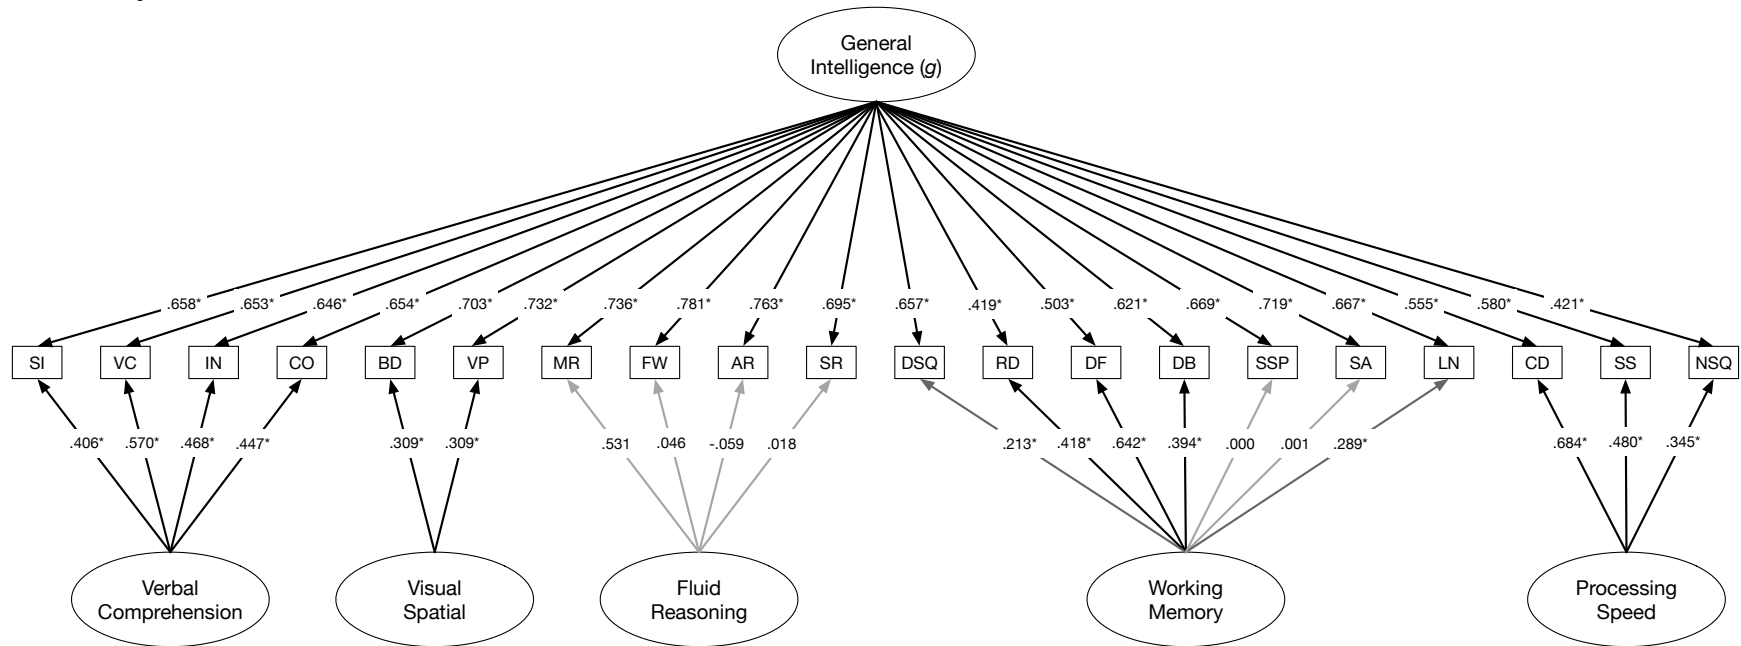 General
Intelligence (g)
.658* .653* .646* .654* .703* .732* .736* .781* .763* .695* .657* .419* .503* .621* .669* .719* .667* .555* .580* .421*
SI VC IN CO BD VP MR FW AR SR DSQ RD DF DB SSP SA LN CD SS NSQ
.406* .570* .468* .447* .309* .309* .531 .046 -.059 .018 .213* .418* .642* .394* .000 .001 .289* .684* .480* .345*
Verbal
Comprehension
Visual
Spatial
Fluid
Reasoning
Working
Memory
Processing
Speed